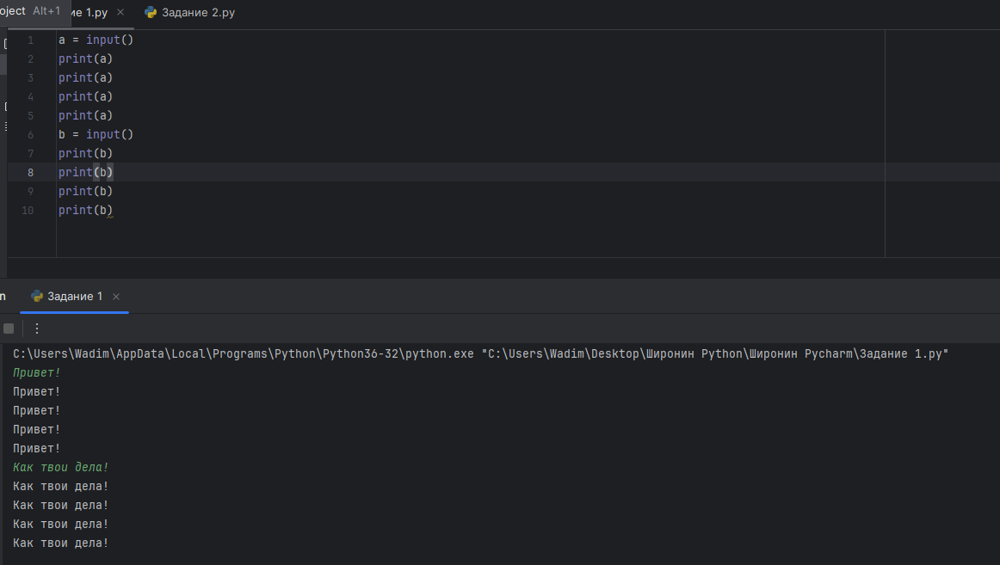 oject Alt+1 ие 1.py Задание 2.py
1 a = input()
2 print(a)
3 print(a)
4 print(a)
5 print(a)
6 b = input()
7 print(b)
8 print(b)
9 print(b)
10 print(b)
n Задание 1
C:\Users\Wadim\AppData\Local\Programs\Python\Python36-32\python.exe "C:\Users\Wadim\Desktop\Широнин Python\Широнин Pycharm\Задание 1.py"
Привет!
Привет!
Привет!
Привет!
Привет!
Как твои дела!
Как твои дела!
Как твои дела!
Как твои дела!
Как твои дела!